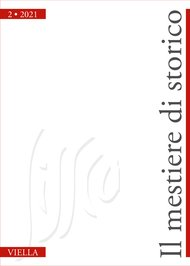 2 • 2021
Il mestiere di storico
VIELLA